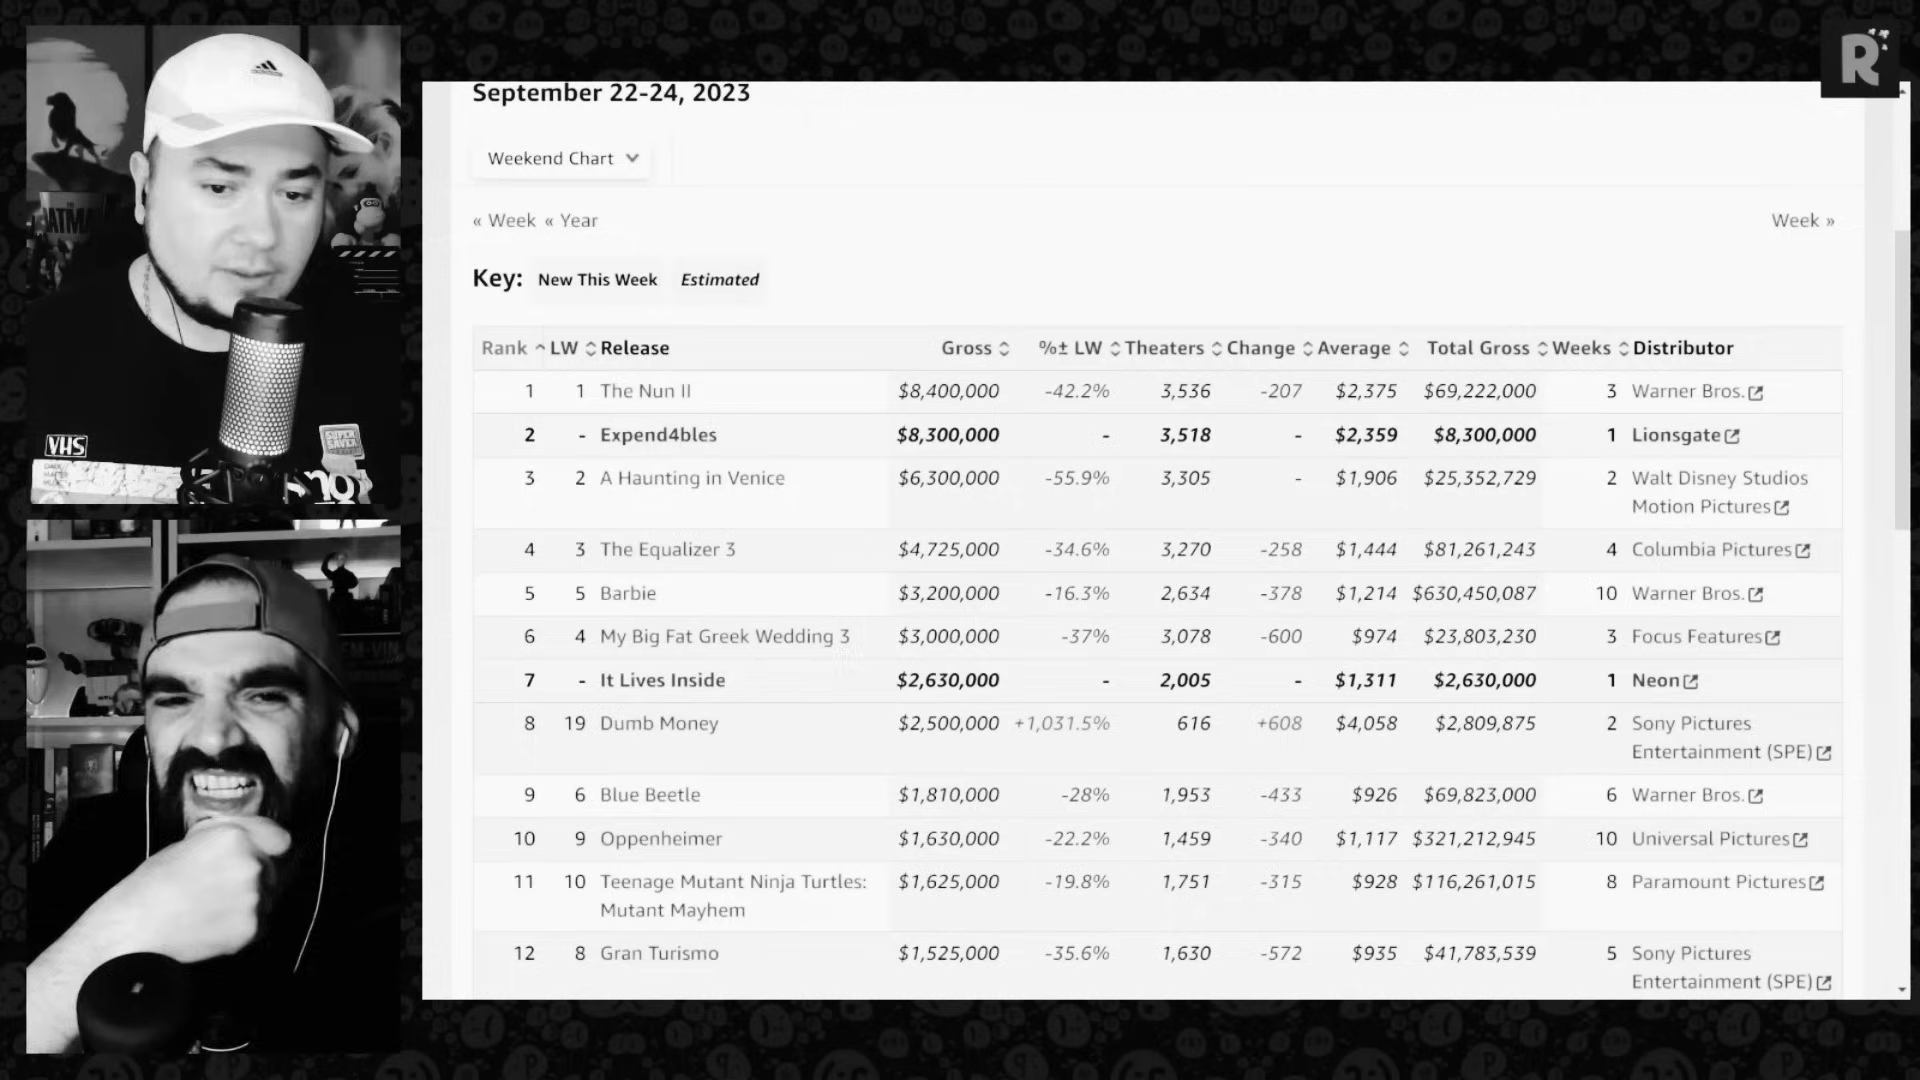 R
September 22-24, 2023
Weekend Chart
« Week « Year
Week »
Key: New This Week Estimated
Rank LW Release Gross %± LW Theaters Change Average Total Gross Weeks Distributor
1 1 The Nun II $8,400,000 -42.2% 3,536 -207 $2,375 $69,222,000 3 Warner Bros.
2 - Expend4bles $8,300,000 - 3,518 - $2,359 $8,300,000 1 Lionsgate
3 2 A Haunting in Venice $6,300,000 -55.9% 3,305 - $1,906 $25,352,729 2 Walt Disney Studios
Motion Pictures
4 3 The Equalizer 3 $4,725,000 -34.6% 3,270 -258 $1,444 $81,261,243 4 Columbia Pictures
5 5 Barbie $3,200,000 -16.3% 2,634 -378 $1,214 $630,450,087 10 Warner Bros.
6 4 My Big Fat Greek Wedding 3 $3,000,000 -37% 3,078 -600 $974 $23,803,230 3 Focus Features
7 - It Lives Inside $2,630,000 - 2,005 - $1,311 $2,630,000 1 Neon
8 19 Dumb Money $2,500,000 +1,031.5% 616 +608 $4,058 $2,809,875 2 Sony Pictures
Entertainment (SPE)
9 6 Blue Beetle $1,810,000 -28% 1,953 -433 $926 $69,823,000 6 Warner Bros.
10 9 Oppenheimer $1,630,000 -22.2% 1,459 -340 $1,117 $321,212,945 10 Universal Pictures
11 10 Teenage Mutant Ninja Turtles: $1,625,000 -19.8% 1,751 -315 $928 $116,261,015 8 Paramount Pictures
Mutant Mayhem
12 8 Gran Turismo $1,525,000 -35.6% 1,630 -572 $935 $41,783,539 5 Sony Pictures
Entertainment (SPE)
adidas
VHS
SUPER
SAVER